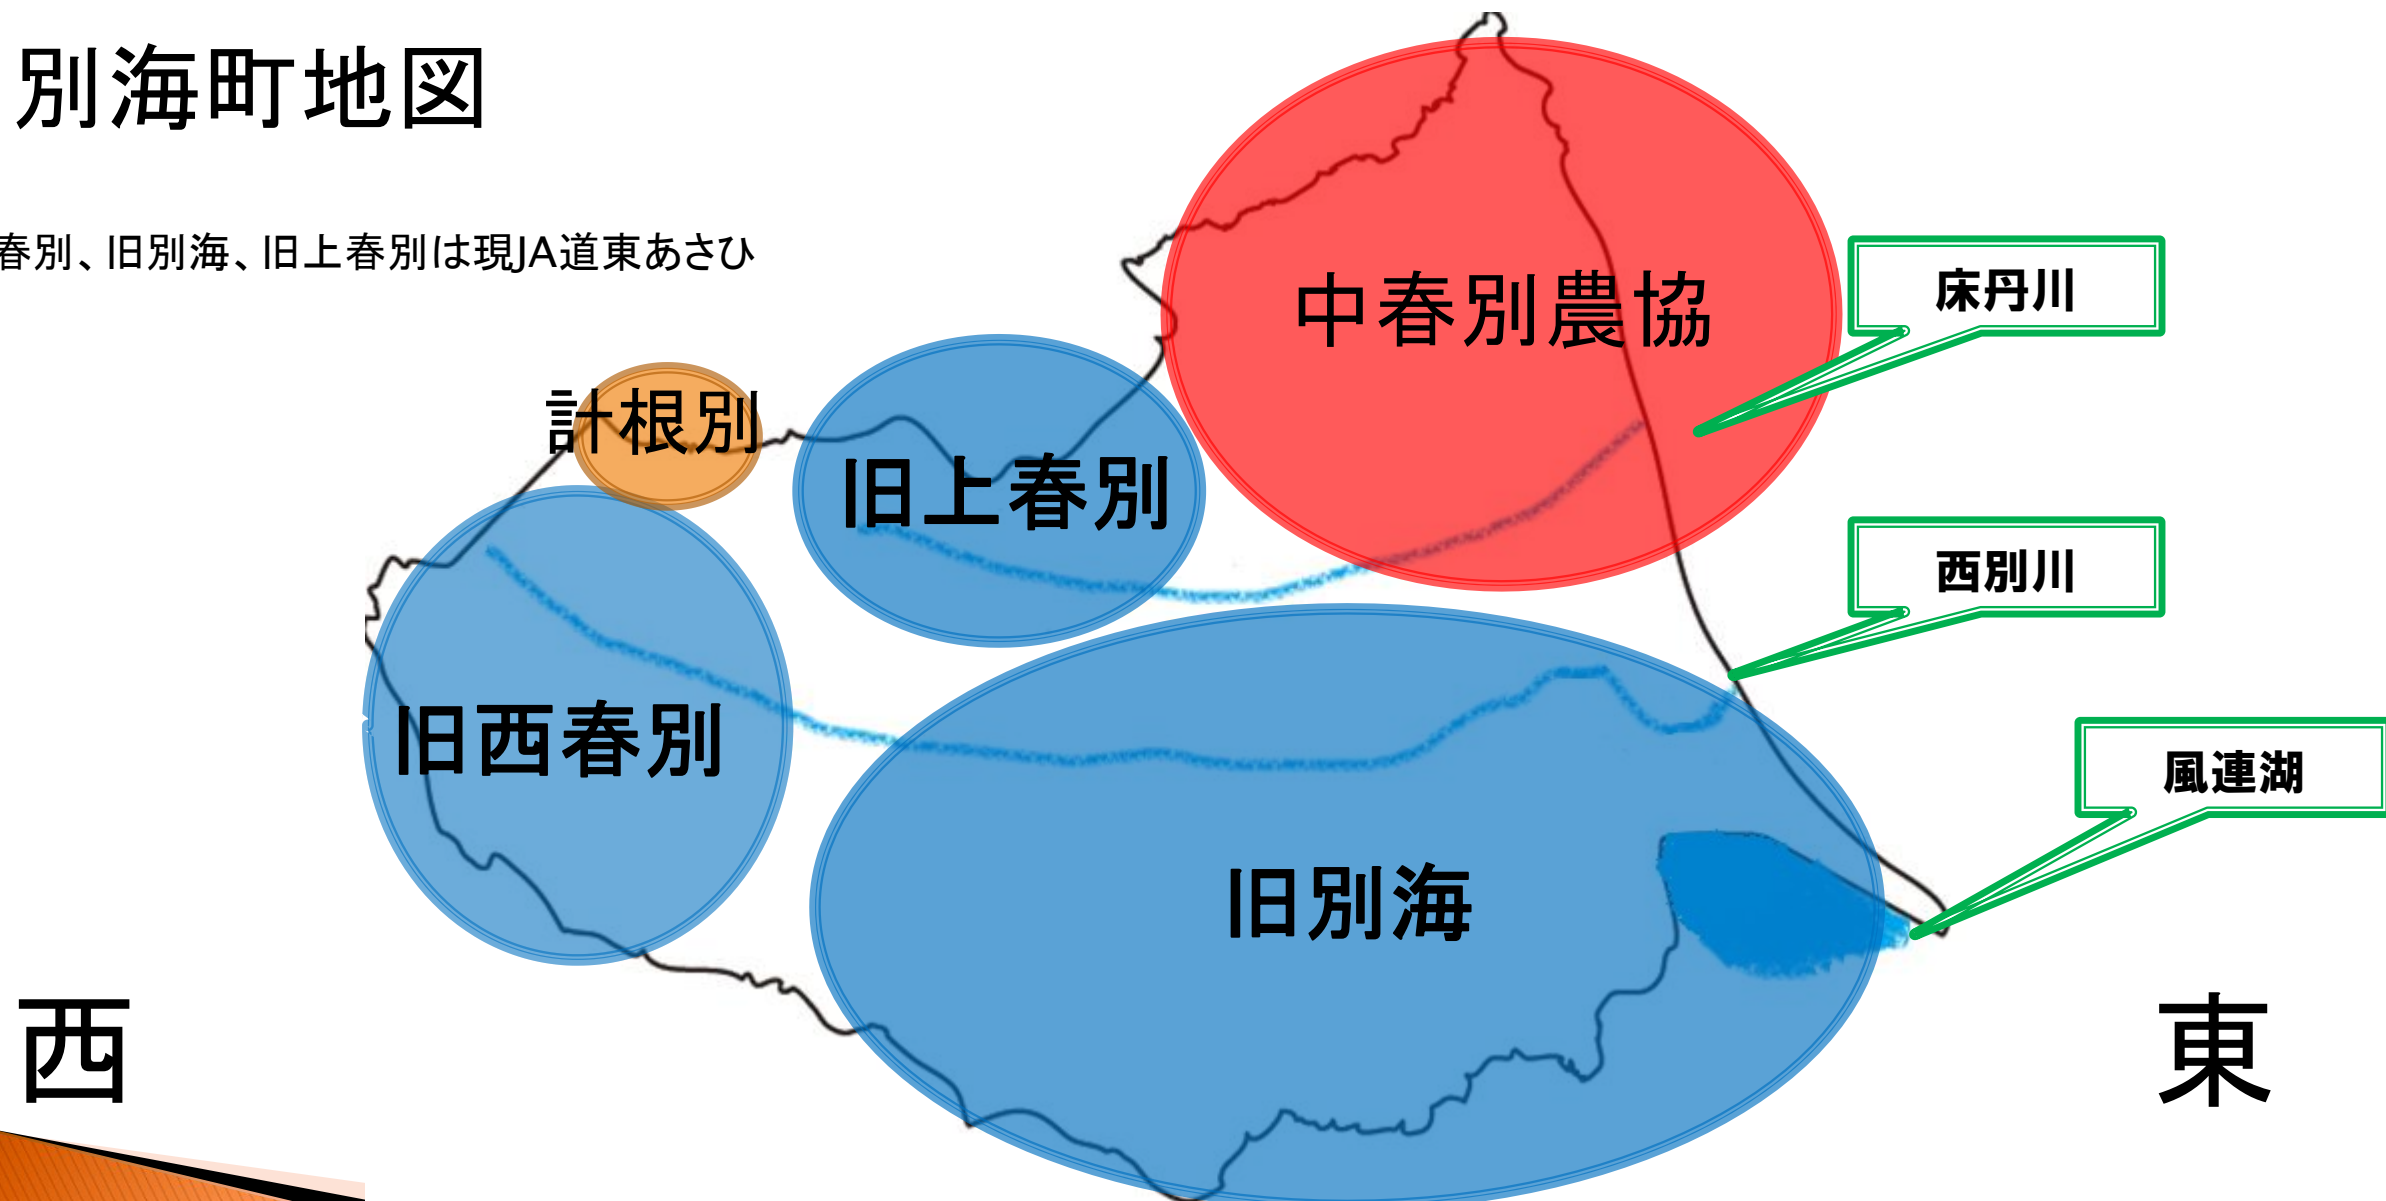 別海町地図
春別、旧別海、旧上春別は現JA道東あさひ
中春別農協
床丹川
計根別
旧上春別
西別川
旧西春別
風連湖
旧別海
西
東